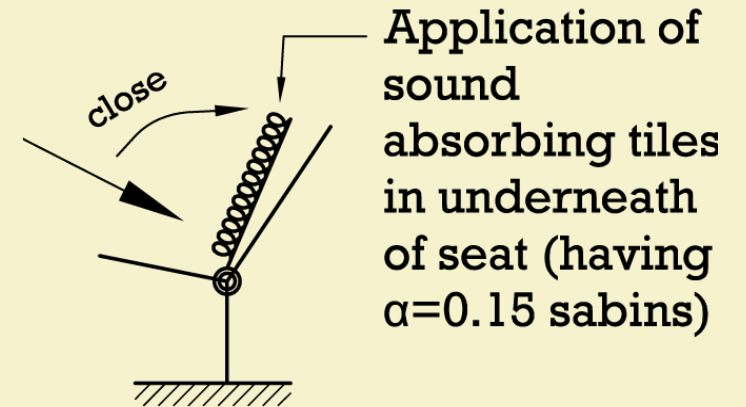 close
Application of
sound
absorbing tiles
in underneath
of seat (having
α=0.15 sabins)